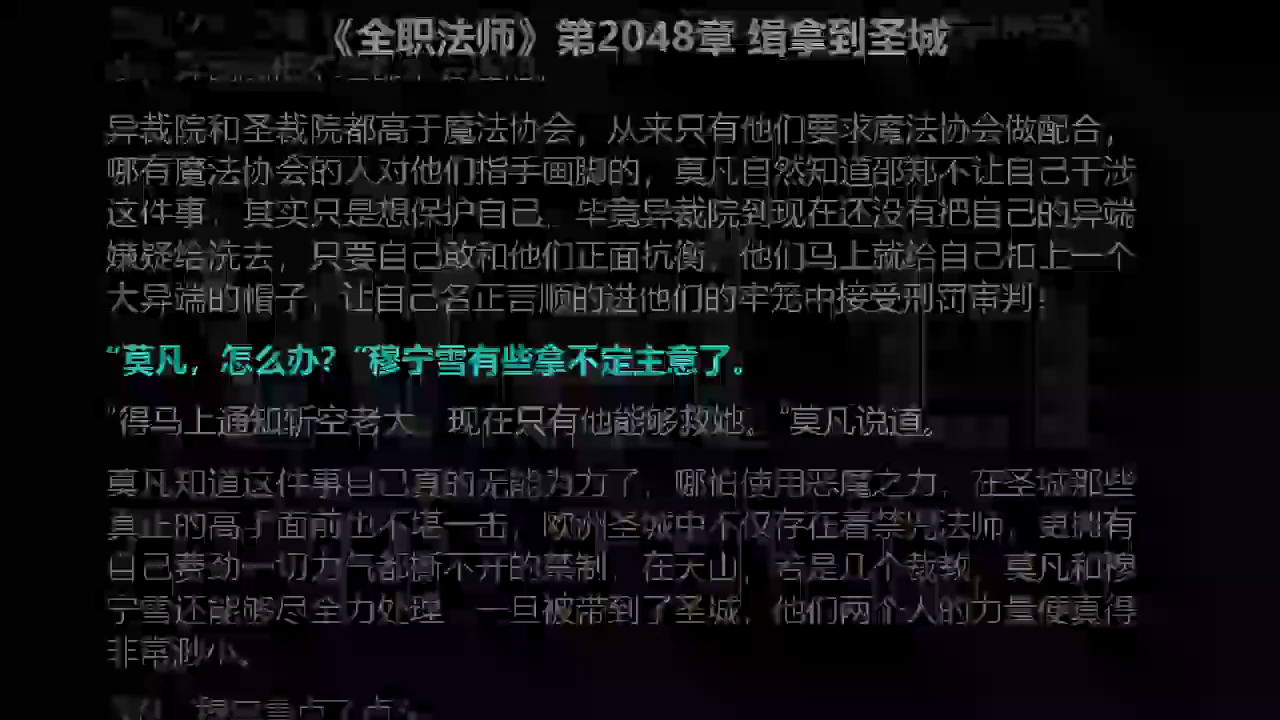 《全职法师》第2048章 缉拿到圣城
异裁院和圣裁院都高于魔法协会，从来只有他们要求魔法协会做配合，
哪有魔法协会的人对他们指手画脚的，莫凡自然知道邵郑不让自己干涉
这件事，其实只是想保护自己，毕竟异裁院到现在还没有把自己的异端
嫌疑给洗去，只要自己敢和他们正面抗衡，他们马上就给自己扣上一个
大异端的帽子，让自己名正言顺的进他们的牢笼中接受刑罚审判！
“莫凡，怎么办？“穆宁雪有些拿不定主意了。
“得马上通知斩空老大，现在只有他能够救她。“莫凡说道。
莫凡知道这件事自己真的无能为力了，哪怕使用恶魔之力，在圣城那些
真正的高手面前也不堪一击，欧洲圣城中不仅存在着禁咒法师，更拥有
自己费劲一切力气都撕不开的禁制，在天山，若是几个裁教，莫凡和穆
宁雪还能够尽全力处理，一旦被带到了圣城，他们两个人的力量便真得
非常渺小。